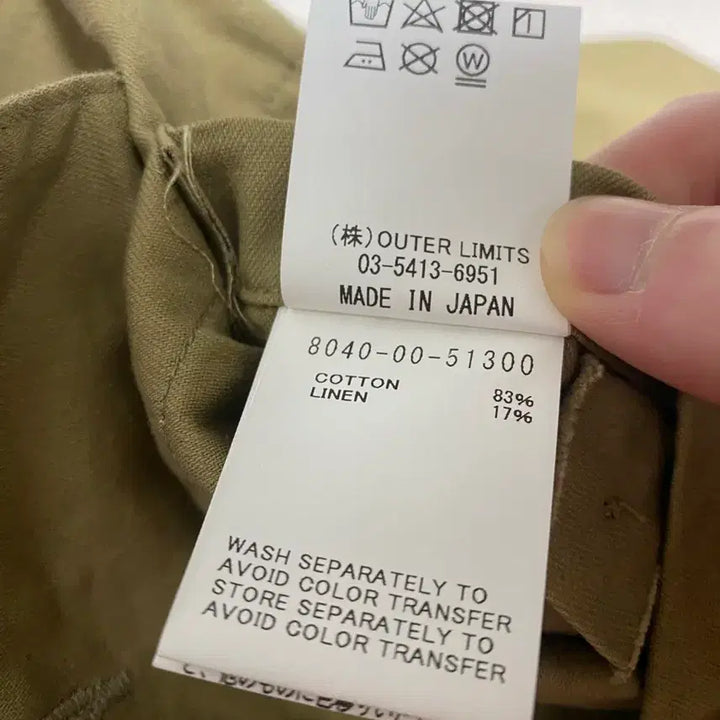 W
(株)OUTER LIMITS
03-5413-6951
MADE IN JAPAN
8040-00-51300
COTTON 83%
LINEN 17%
WASH SEPARATELY TO
AVOID COLOR TRANSFER
STORE SEPARATELY TO
AVOID COLOR TRANSFER